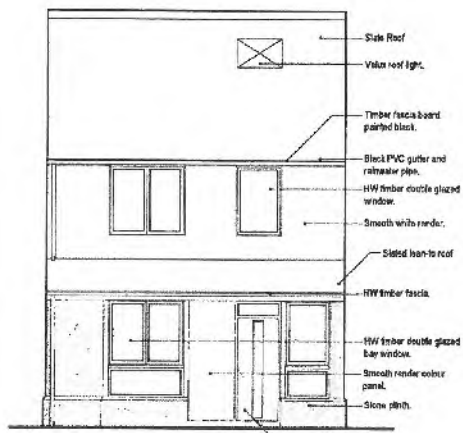 Slate Roof
Velux roof light.
Timber fascia board
painted black.
Black PVC gutter and
rainwater pipe.
HW timber double glazed
window.
Smooth white render.
Slated lean-to roof
HW timber fascia.
HW timber double glazed
bay window.
Smooth render colour
panel.
Stone plinth.